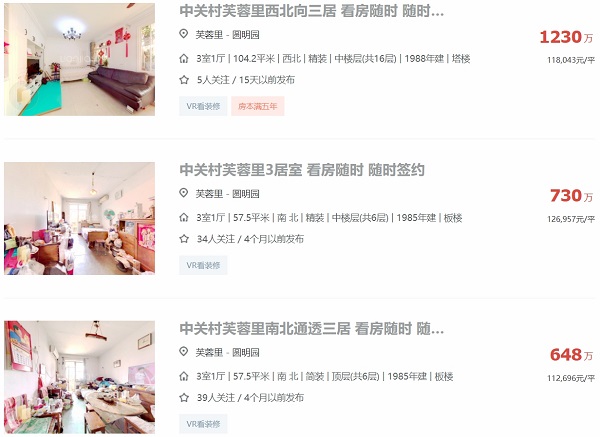 中关村芙蓉里西北向三居 看房随时 随时...
芙蓉里 - 圆明园
1230万
3室1厅 | 104.2平米 | 西北 | 精装 | 中楼层(共16层) | 1988年建 | 塔楼
118,043元/平
5人关注 / 15天以前发布
VR看装修 房本满五年
中关村芙蓉里3居室 看房随时 随时签约
芙蓉里 - 圆明园
730万
3室1厅 | 57.5平米 | 南 北 | 精装 | 中楼层(共6层) | 1985年建 | 板楼
126,957元/平
34人关注 / 4个月以前发布
VR看装修
中关村芙蓉里南北通透三居 看房随时 随...
芙蓉里 - 圆明园
648万
3室1厅 | 57.5平米 | 南 北 | 简装 | 顶层(共6层) | 1985年建 | 板楼
112,696元/平
39人关注 / 4个月以前发布
VR看装修